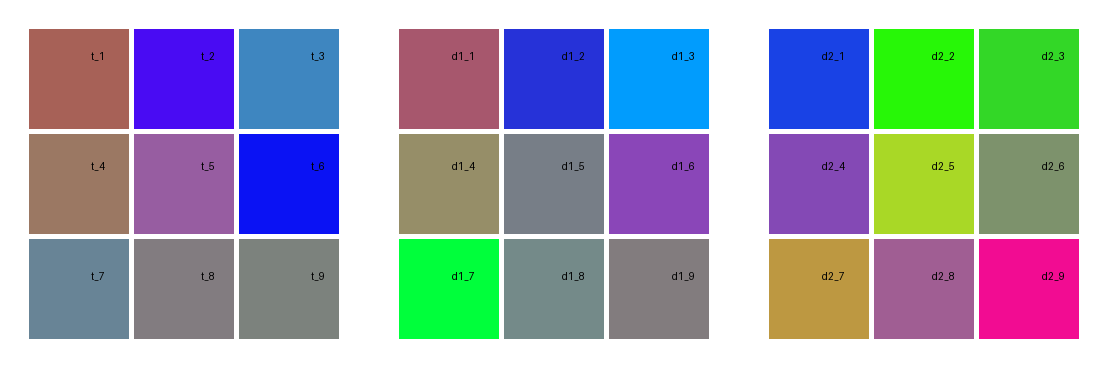 t_1 t_2 t_3 d1_1 d1_2 d1_3 d2_1 d2_2 d2_3
t_4 t_5 t_6 d1_4 d1_5 d1_6 d2_4 d2_5 d2_6
t_7 t_8 t_9 d1_7 d1_8 d1_9 d2_7 d2_8 d2_9